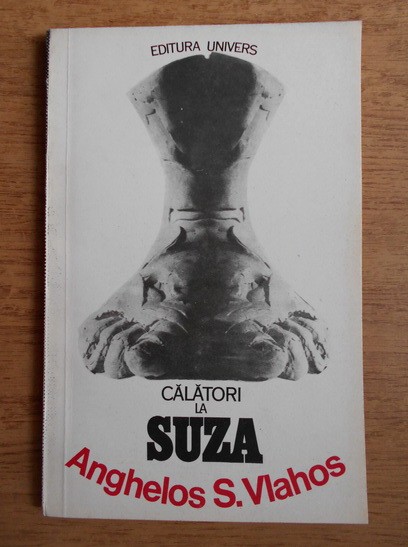 EDITURA UNIVERS
CĂLĂTORI
LA
SUZA
Anghelos S. Vlahos